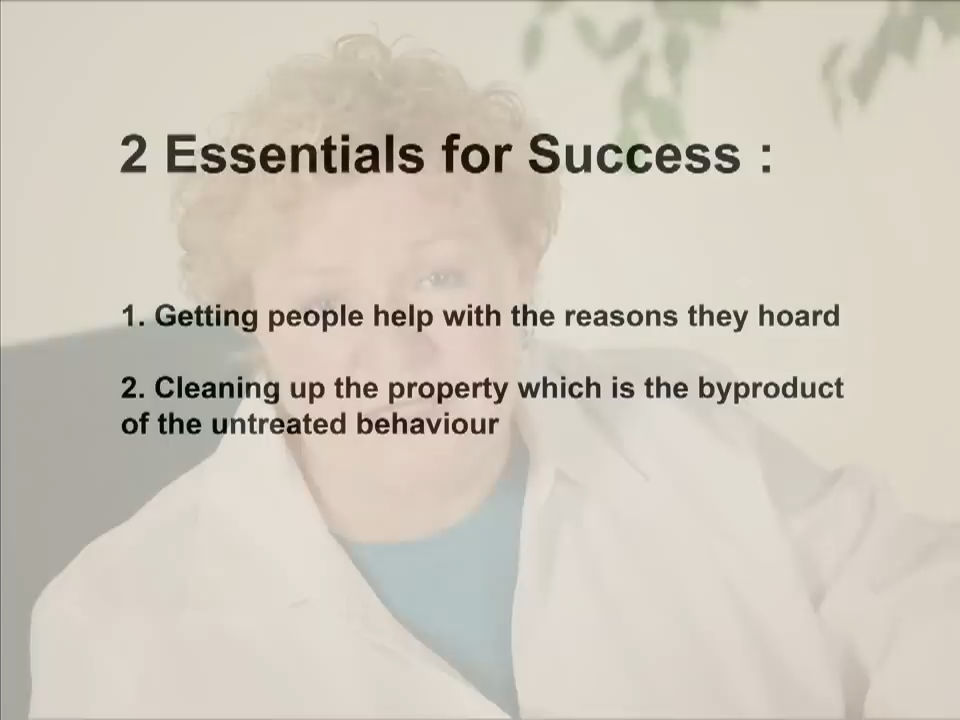 2 Essentials for Success :
1. Getting people help with the reasons they hoard
2. Cleaning up the property which is the byproduct
of the untreated behaviour